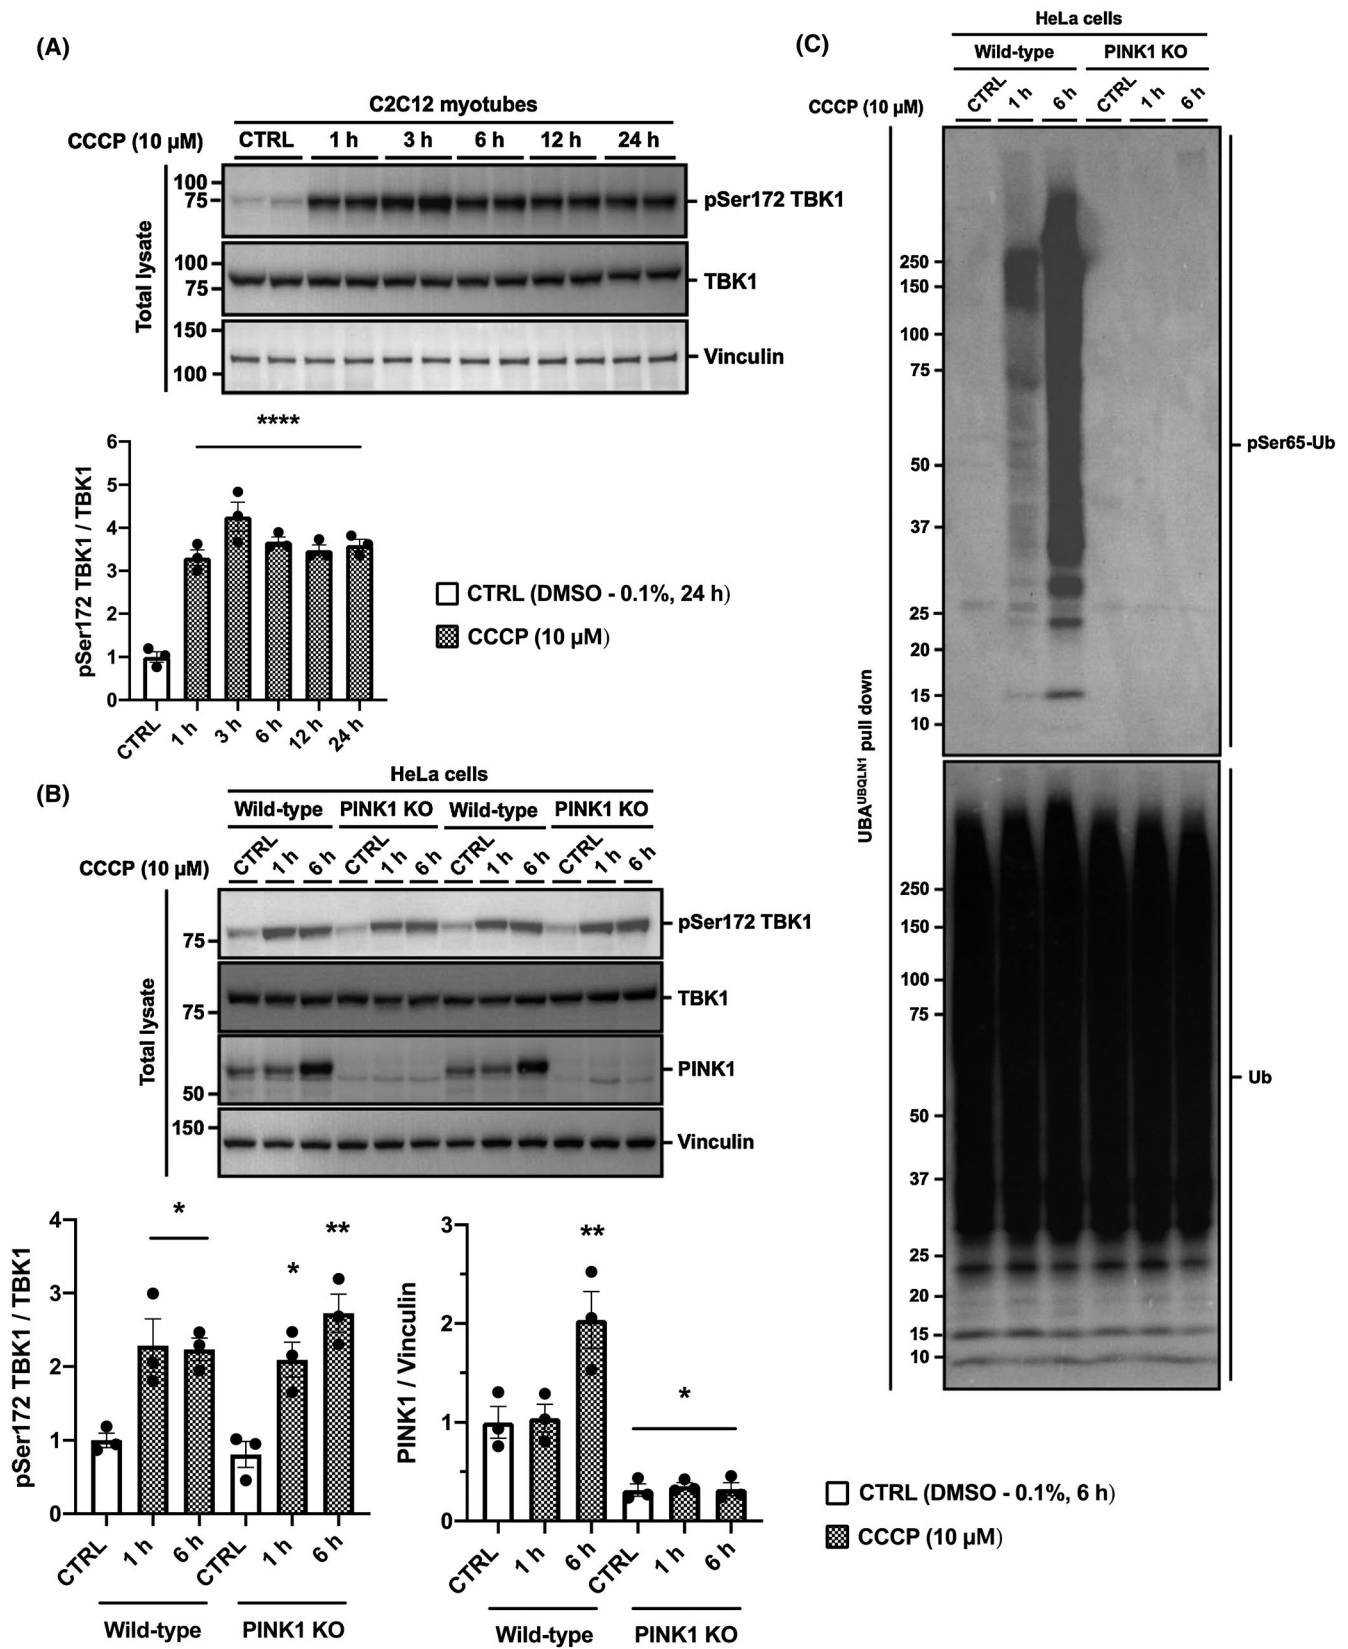 (A)
C2C12 myotubes
CCCP (10 µM) CTRL 1 h 3 h 6 h 12 h 24 h
Total lysate
100
75
pSer172 TBK1
100
75
TBK1
150
100
Vinculin
****
pSer172 TBK1 / TBK1
6
5
4
3
2
1
0
CTRL 1 h 3 h 6 h 12 h 24 h
CTRL (DMSO - 0.1%, 24 h)
CCCP (10 µM)
(B)
HeLa cells
Wild-type PINK1 KO Wild-type PINK1 KO
CCCP (10 µM) CTRL 1 h 6 h CTRL 1 h 6 h CTRL 1 h 6 h CTRL 1 h 6 h
Total lysate
75
pSer172 TBK1
75
TBK1
50
PINK1
150
Vinculin
pSer172 TBK1 / TBK1
4
3
2
1
0
*
*
**
CTRL 1 h 6 h CTRL 1 h 6 h
Wild-type PINK1 KO
PINK1 / Vinculin
3
2
1
0
**
*
CTRL 1 h 6 h CTRL 1 h 6 h
Wild-type PINK1 KO
(C)
HeLa cells
Wild-type PINK1 KO
CCCP (10 µM) CTRL 1 h 6 h CTRL 1 h 6 h
UBAUBQLN1 pull down
250
150
100
75
50
37
25
20
15
10
pSer65-Ub
250
150
100
75
50
37
25
20
15
10
Ub
CTRL (DMSO - 0.1%, 6 h)
CCCP (10 µM)